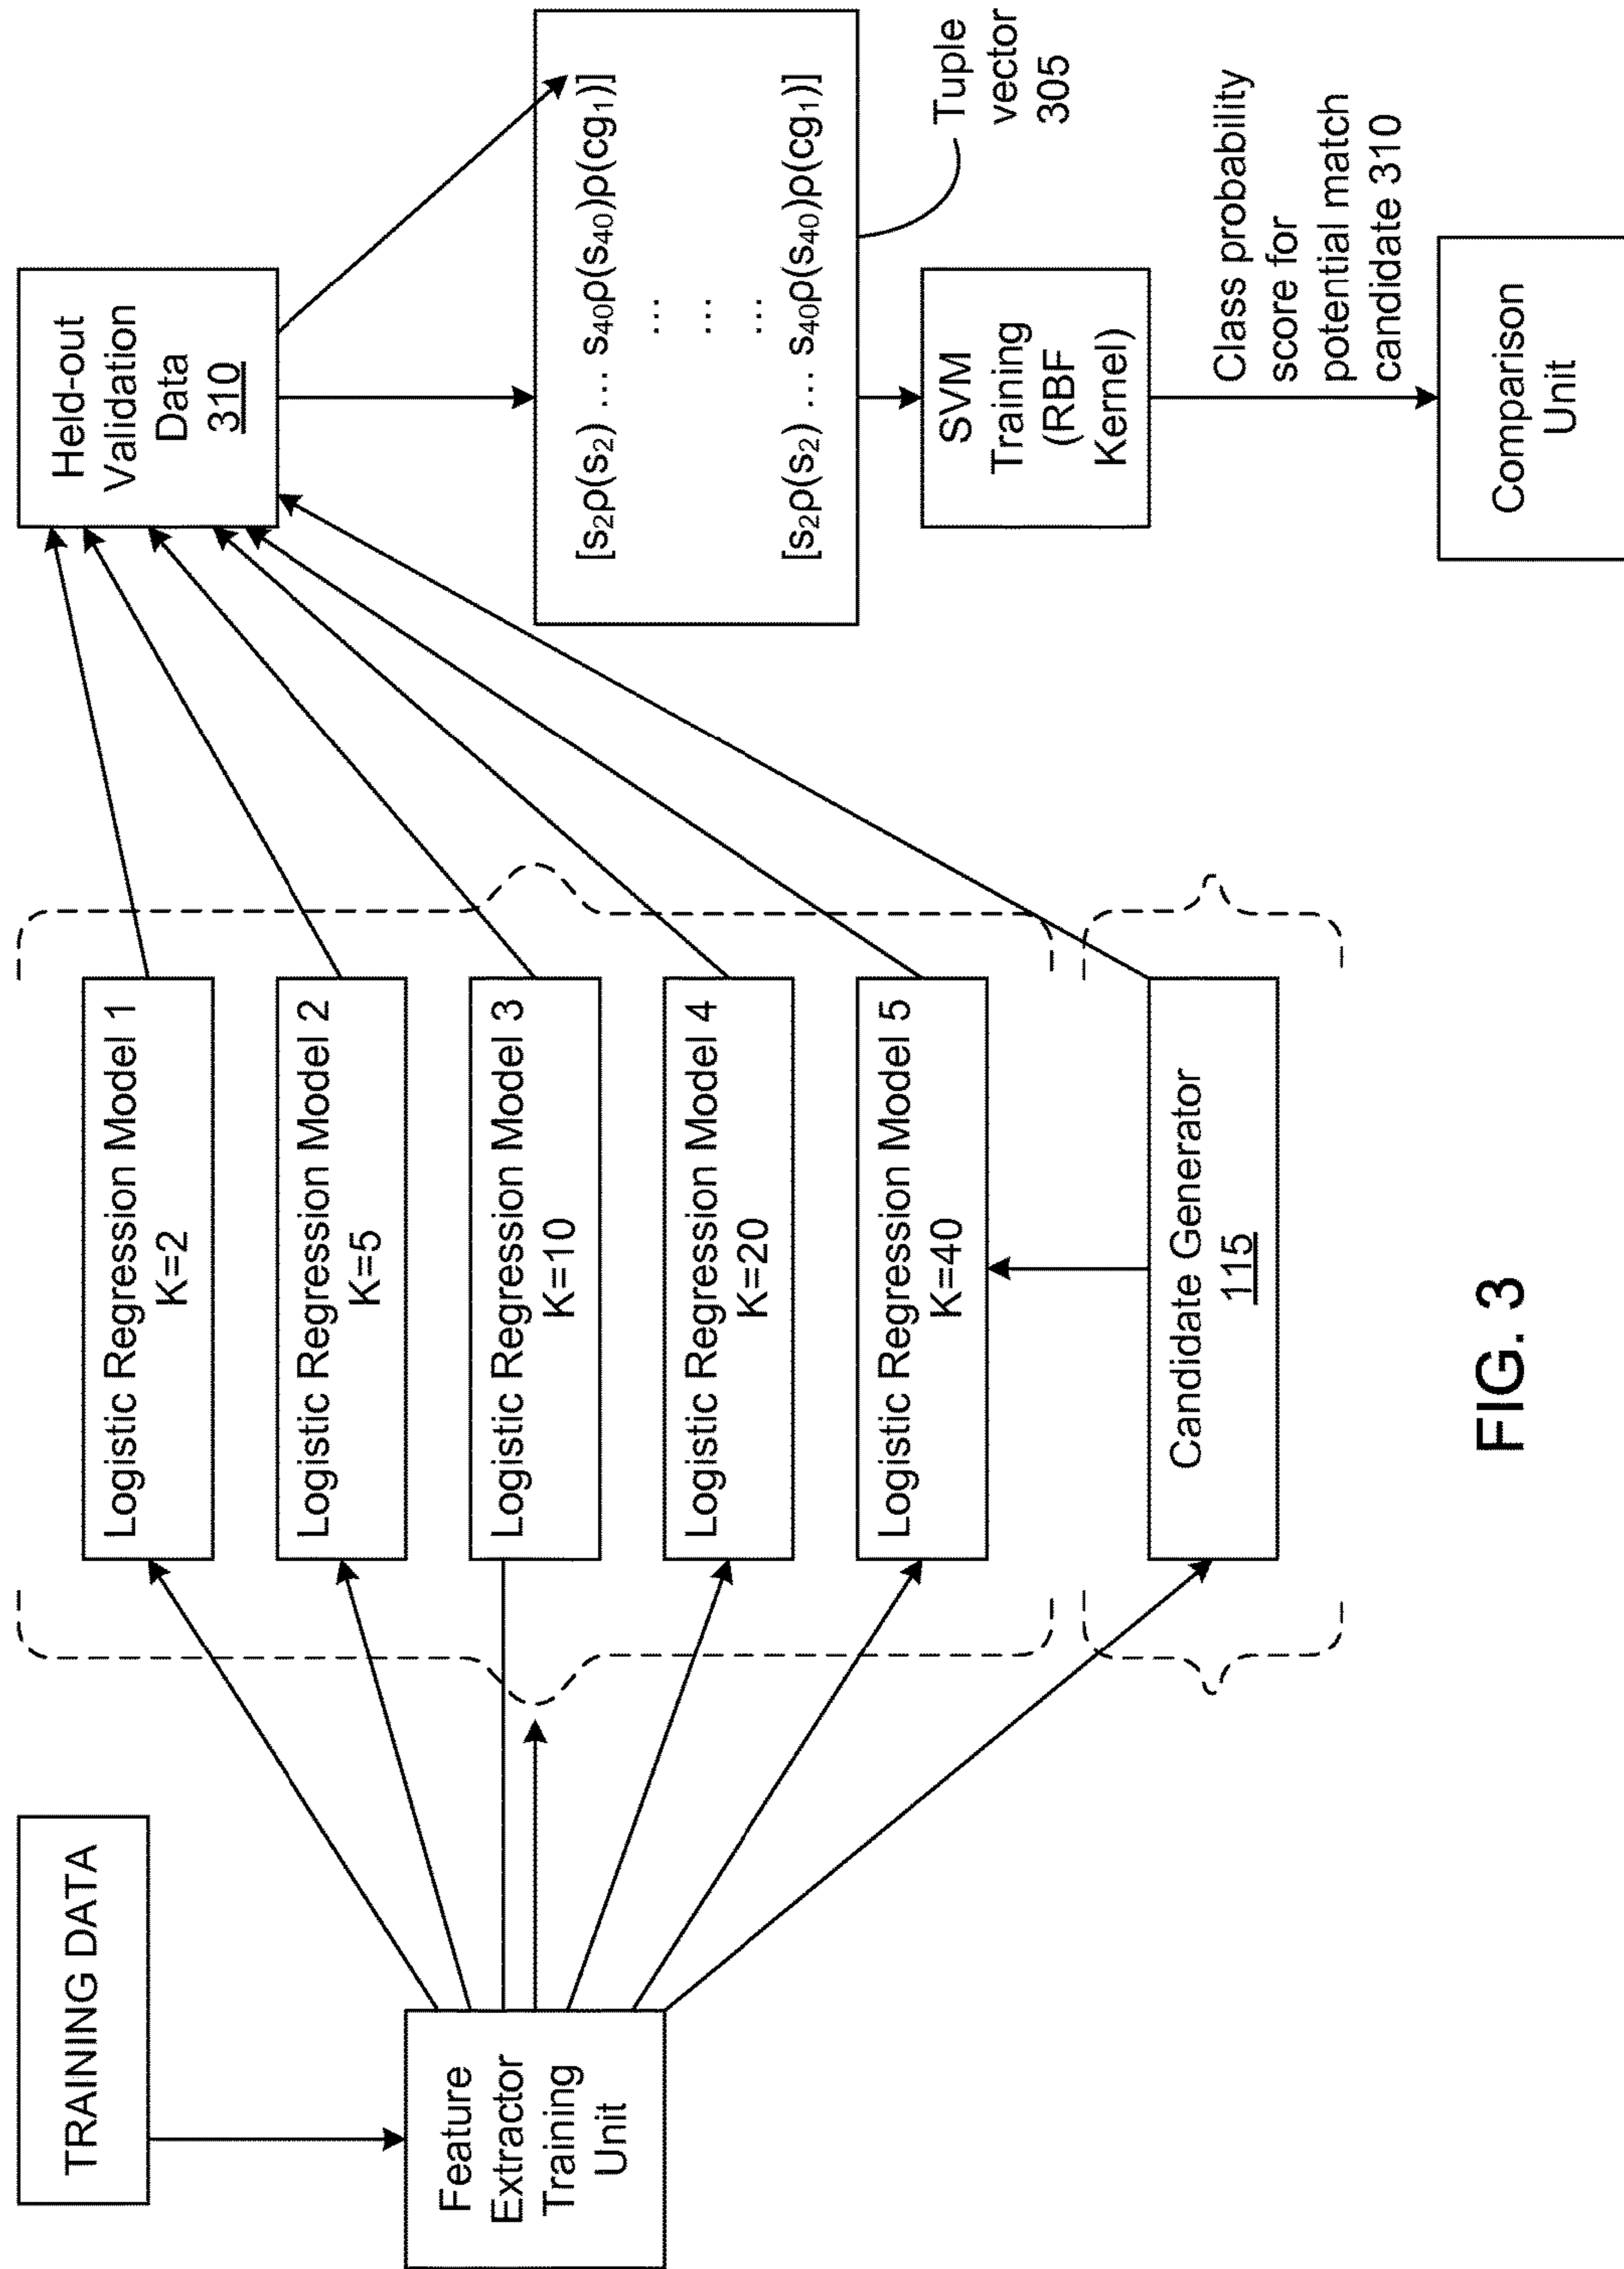 TRAINING DATA
Feature
Extractor
Training
Unit
Logistic Regression Model 1
K=2
Logistic Regression Model 2
K=5
Logistic Regression Model 3
K=10
Logistic Regression Model 4
K=20
Logistic Regression Model 5
K=40
Candidate Generator
115
Held-out
Validation
Data
310
[s₂ρ(s₂) ... s₄₀ρ(s₄₀)ρ(cg₁)]
...
...
...
[s₂ρ(s₂) ... s₄₀ρ(s₄₀)ρ(cg₁)]
Tuple
vector
305
SVM
Training
(RBF
Kernel)
Class probability
score for
potential match
candidate 310
Comparison
Unit
FIG. 3